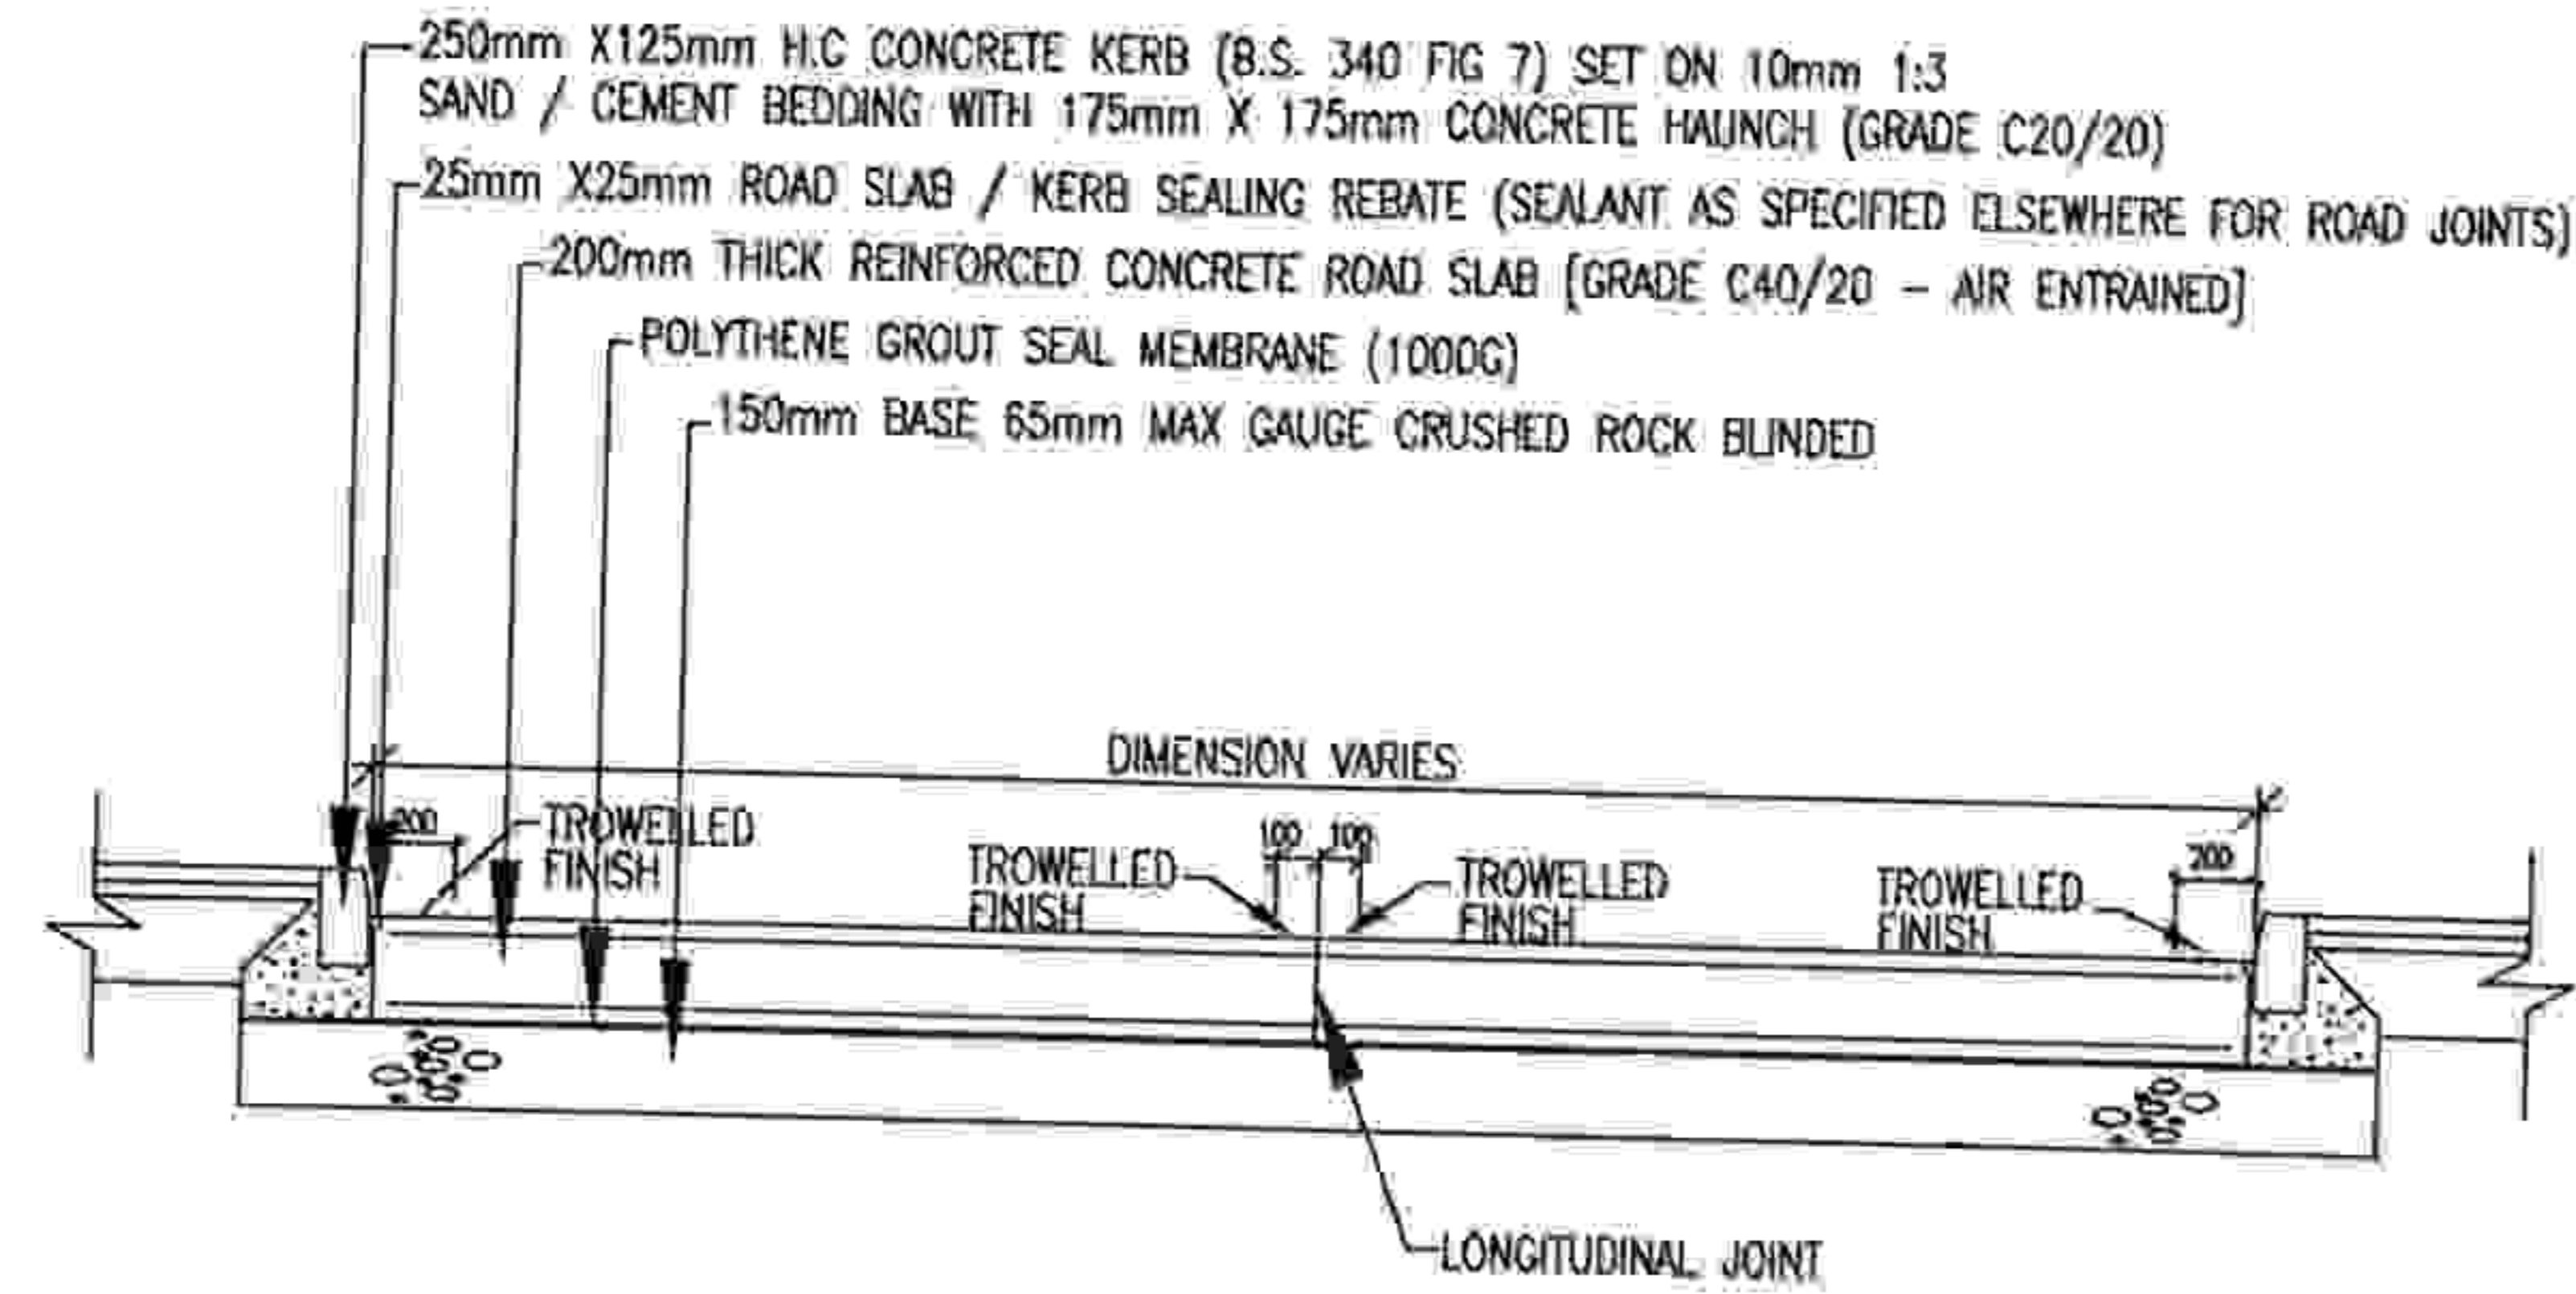 250mm X125mm H.C CONCRETE KERB (B.S. 340 FIG 7) SET ON 10mm 1:3
SAND / CEMENT BEDDING WITH 175mm X 175mm CONCRETE HAUNCH (GRADE C20/20)
25mm X25mm ROAD SLAB / KERB SEALING REBATE (SEALANT AS SPECIFIED ELSEWHERE FOR ROAD JOINTS)
200mm THICK REINFORCED CONCRETE ROAD SLAB [GRADE C40/20 - AIR ENTRAINED]
POLYTHENE GROUT SEAL MEMBRANE (1000G)
150mm BASE 65mm MAX GAUGE CRUSHED ROCK BLINDED
DIMENSION VARIES
200
TROWELLED
FINISH
TROWELLED
FINISH
100 100
TROWELLED
FINISH
TROWELLED
FINISH
200
LONGITUDINAL JOINT